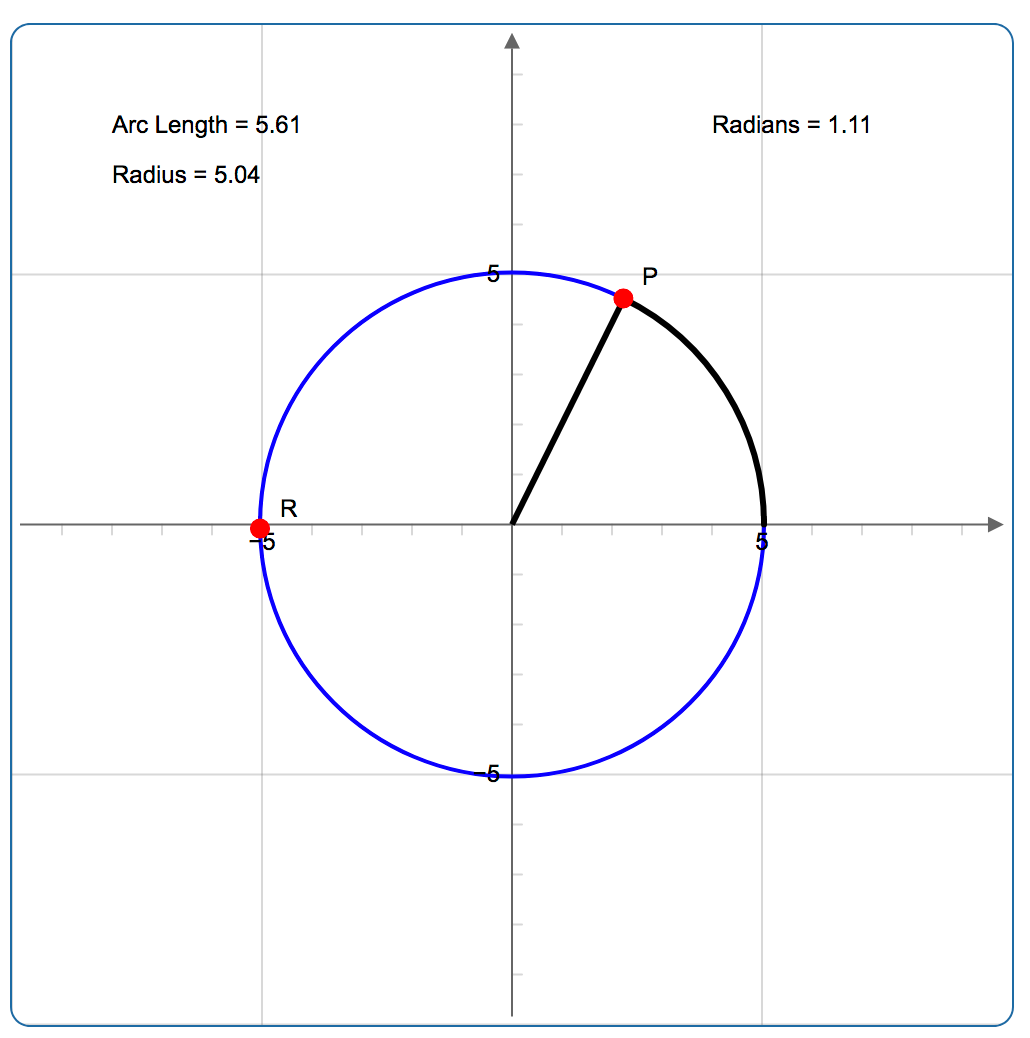 Arc Length = 5.61
Radians = 1.11
Radius = 5.04
5
P
R
−5
5
−5